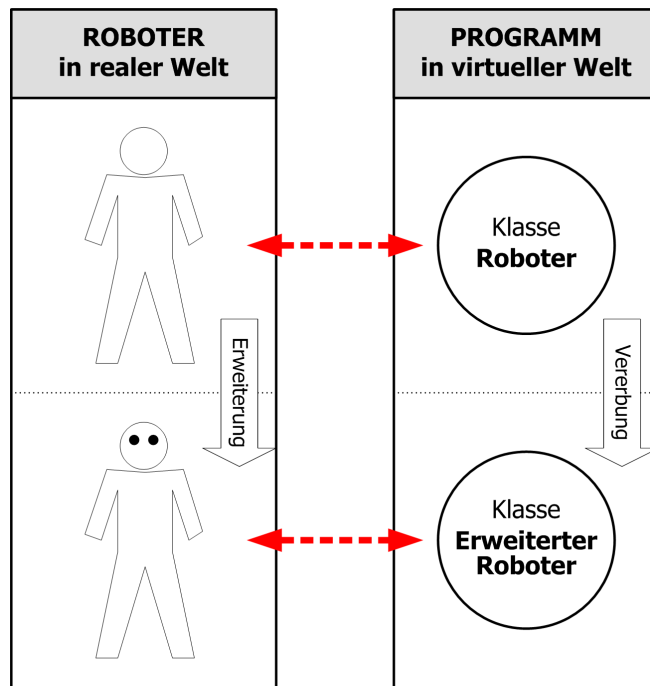 ROBOTER
in realer Welt
PROGRAMM
in virtueller Welt
Klasse
Roboter
Erweiterung
Vererbung
Klasse
Erweiterter
Roboter